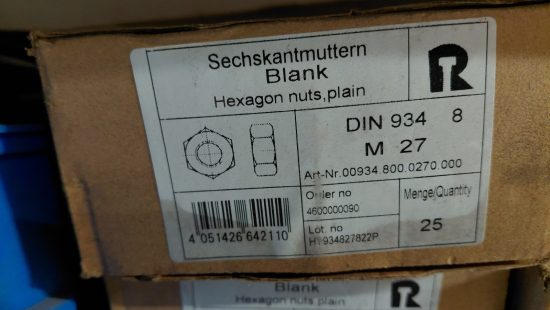 Sechskantmuttern
Blank
Hexagon nuts,plain
DIN 934 8
M 27
Art-Nr.00934.800.0270.000
Order no
4600000090
Menge/Quantity
25
Lot. no
HY934827822P
4 051426 642110
Blank
Hexagon nuts,plain